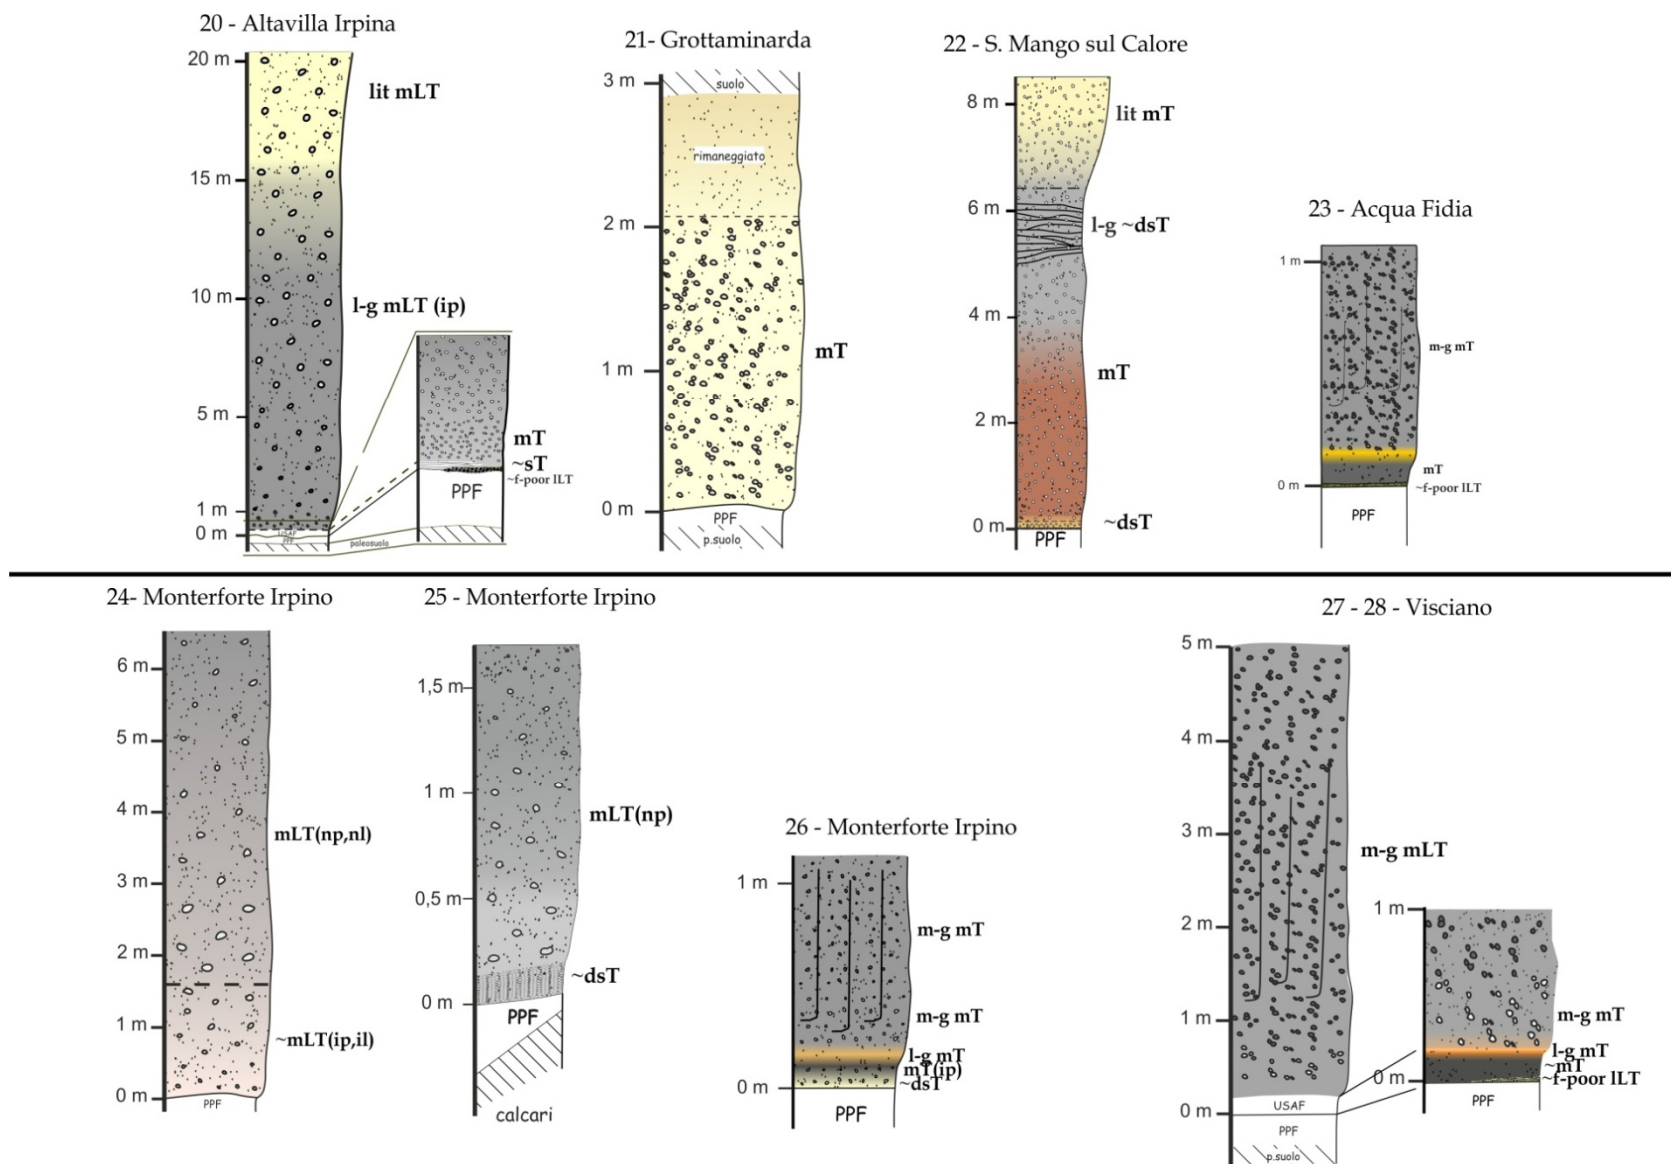 20 - Altavilla Irpina
20 m
lit mLT
15 m
10 m
l-g mLT (ip)
5 m
1 m
0 m
USAF
PPF
paleosuolo
mT
~sT
~f-poor lLT
PPF
21- Grottaminarda
3 m
suolo
rimaneggiato
2 m
mT
1 m
0 m
PPF
p.suolo
22 - S. Mango sul Calore
8 m
lit mT
6 m
l-g ~dsT
4 m
mT
2 m
0 m
~dsT
PPF
23 - Acqua Fidia
1 m
m-g mT
mT
0 m
~f-poor lLT
PPF
24- Monterforte Irpino
6 m
5 m
4 m
mLT(np,nl)
3 m
2 m
1 m
~mLT(ip,il)
0 m
PPF
25 - Monterforte Irpino
1,5 m
1 m
mLT(np)
0,5 m
~dsT
0 m
PPF
calcari
26 - Monterforte Irpino
1 m
m-g mT
m-g mT
l-g mT
mT(ip)
~dsT
0 m
PPF
27 - 28 - Visciano
5 m
4 m
3 m
m-g mLT
2 m
1 m
0 m
USAF
PPF
p.suolo
1 m
m-g mT
l-g mT
~mT
~f-poor lLT
0 m
PPF